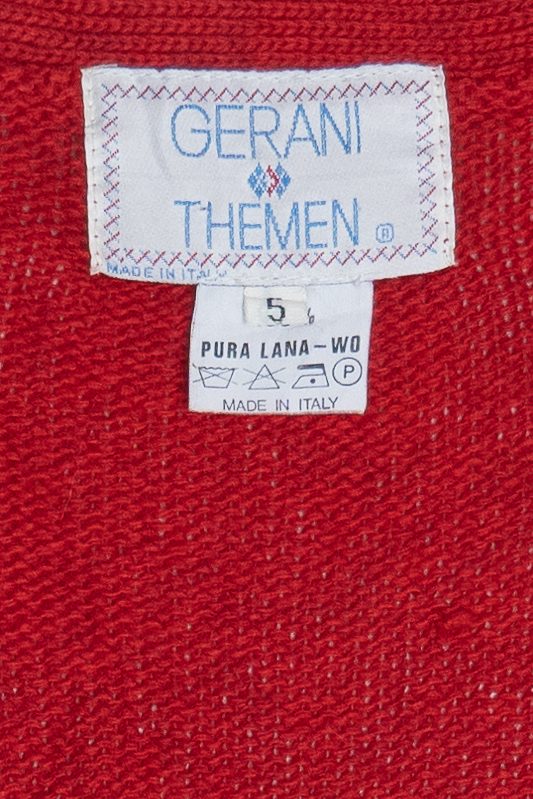 GERANI
THEMEN ®
MADE IN ITALY
5
PURA LANA-WO
P
MADE IN ITALY